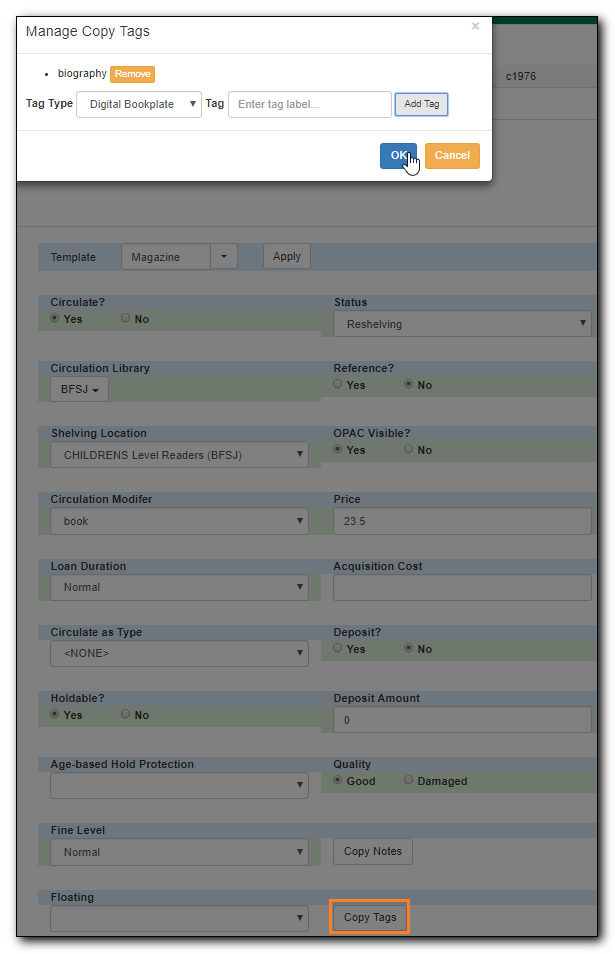 Manage Copy Tags ×
• biography Remove
Tag Type Digital Bookplate Tag Enter tag label... Add Tag
OK Cancel
c1976
Template Magazine Apply
Circulate? Status
Yes No Reshelving
Circulation Library Reference?
BFSJ Yes No
Shelving Location OPAC Visible?
CHILDRENS Level Readers (BFSJ) Yes No
Circulation Modifer Price
book 23.5
Loan Duration Acquisition Cost
Normal
Circulate as Type Deposit?
<NONE> Yes No
Holdable? Deposit Amount
Yes No 0
Age-based Hold Protection Quality
Good Damaged
Fine Level
Normal Copy Notes
Floating
Copy Tags